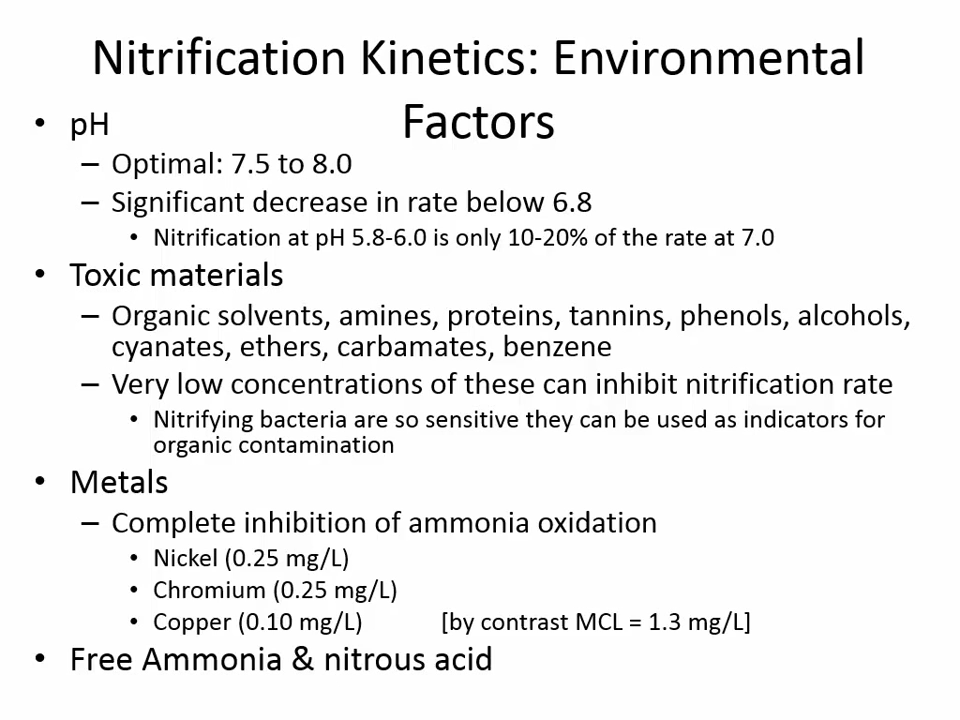 Nitrification Kinetics: Environmental
Factors
• pH
– Optimal: 7.5 to 8.0
– Significant decrease in rate below 6.8
• Nitrification at pH 5.8-6.0 is only 10-20% of the rate at 7.0
• Toxic materials
– Organic solvents, amines, proteins, tannins, phenols, alcohols,
cyanates, ethers, carbamates, benzene
– Very low concentrations of these can inhibit nitrification rate
• Nitrifying bacteria are so sensitive they can be used as indicators for
organic contamination
• Metals
– Complete inhibition of ammonia oxidation
• Nickel (0.25 mg/L)
• Chromium (0.25 mg/L)
• Copper (0.10 mg/L) [by contrast MCL = 1.3 mg/L]
• Free Ammonia & nitrous acid